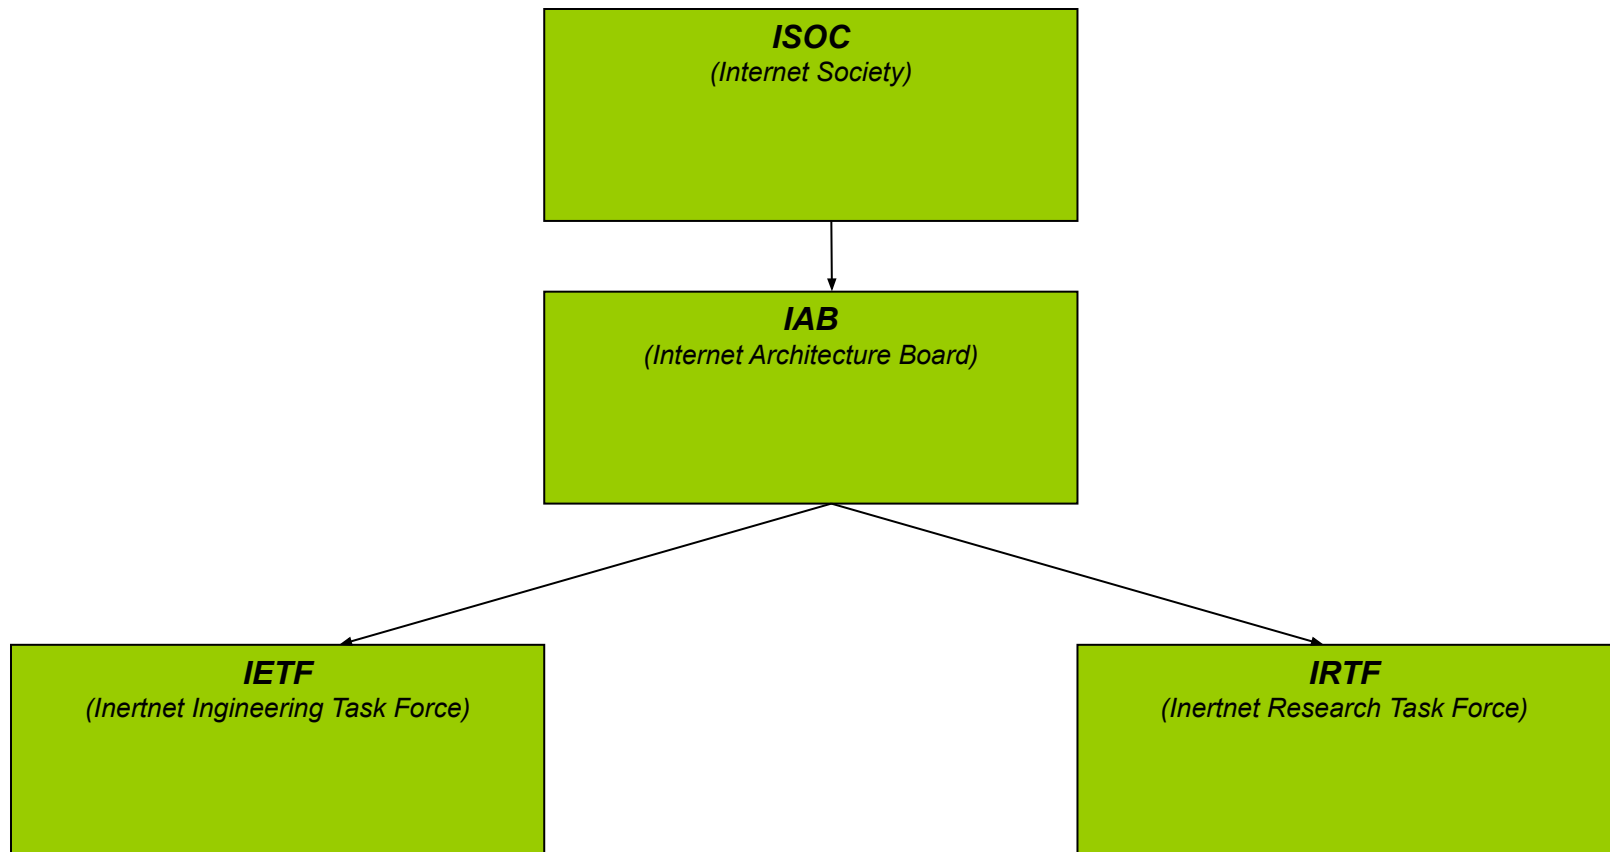 ISOC
(Internet Society)
IAB
(Internet Architecture Board)
IETF
(Inertnet Ingineering Task Force)
IRTF
(Inertnet Research Task Force)